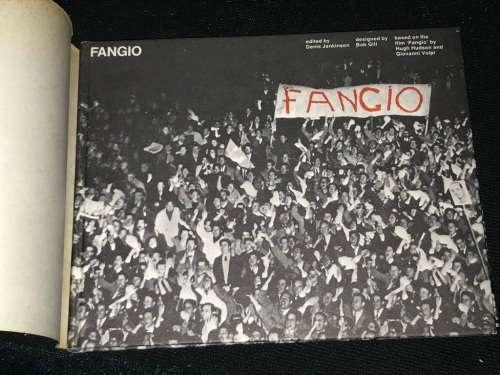 FANGIO
edited by
Denis Jenkinson
designed by
Bob Gill
based on the
film 'Fangio' by
Hugh Hudson and
Giovanni Volpi
FANGIO